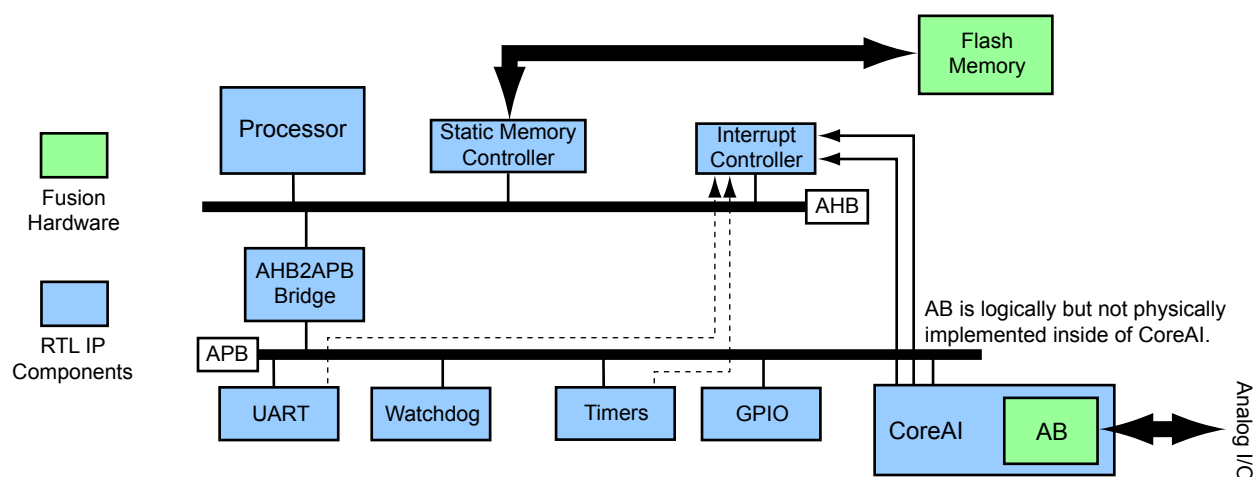 Flash
Memory
Processor
Static Memory
Controller
Interrupt
Controller
Fusion
Hardware
AHB
AHB2APB
Bridge
RTL IP
Components
AB is logically but not physically
implemented inside of CoreAI.
APB
UART
Watchdog
Timers
GPIO
CoreAI
AB
Analog I/C